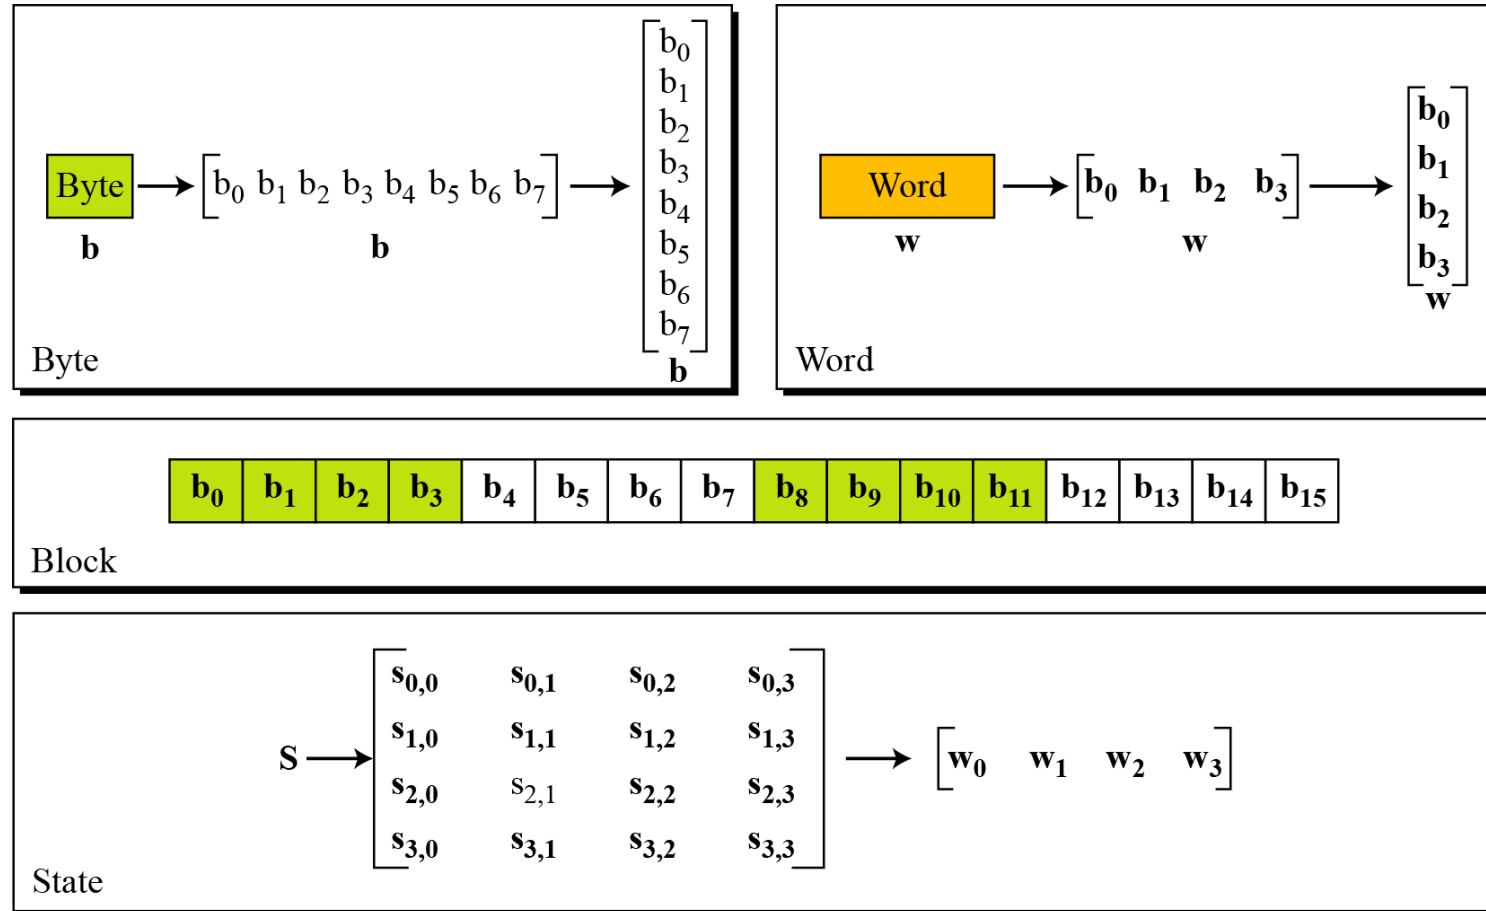 Byte
b
b0 b1 b2 b3 b4 b5 b6 b7
b
b0
b1
b2
b3
b4
b5
b6
b7
b
Byte
Word
w
b0 b1 b2 b3
w
b0
b1
b2
b3
w
Word
b0 b1 b2 b3 b4 b5 b6 b7 b8 b9 b10 b11 b12 b13 b14 b15
Block
S
s0,0 s0,1 s0,2 s0,3
s1,0 s1,1 s1,2 s1,3
s2,0 s2,1 s2,2 s2,3
s3,0 s3,1 s3,2 s3,3
w0 w1 w2 w3
State